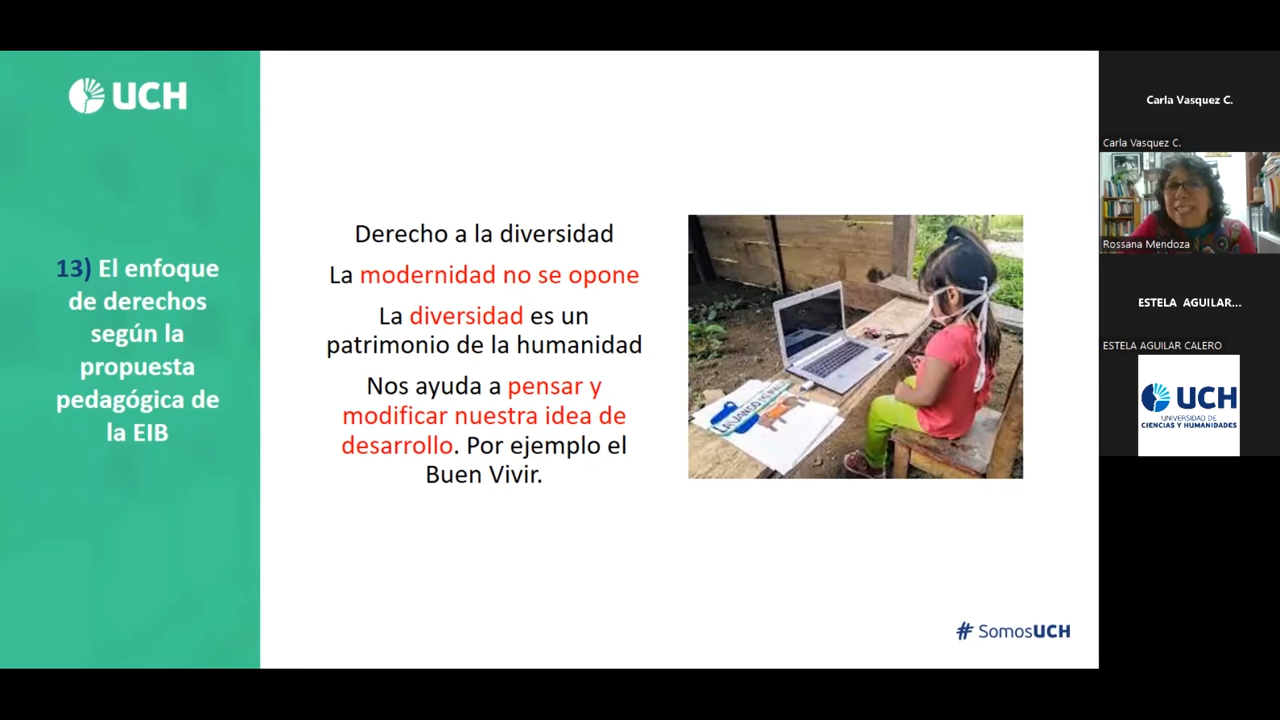 UCH
13) El enfoque
de derechos
según la
propuesta
pedagógica de
la EIB
Derecho a la diversidad
La modernidad no se opone
La diversidad es un
patrimonio de la humanidad
Nos ayuda a pensar y
modificar nuestra idea de
desarrollo. Por ejemplo el
Buen Vivir.
# SomosUCH
Carla Vasquez C.
Carla Vasquez C.
Rossana Mendoza
ESTELA AGUILAR...
ESTELA AGUILAR CALERO
UCH
UNIVERSIDAD DE
CIENCIAS Y HUMANIDADES